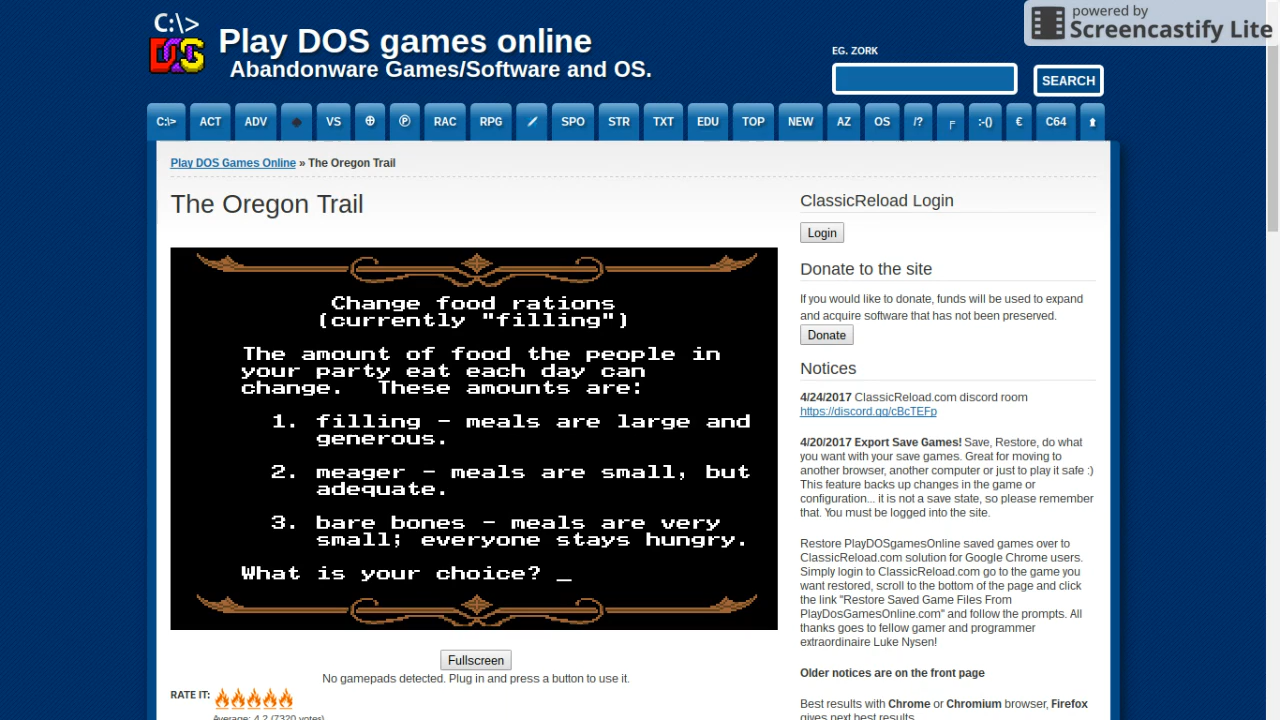 powered by
Screencastify Lite
C:\>
DOS
Play DOS games online
Abandonware Games/Software and OS.
EG. ZORK
SEARCH
C:\> ACT ADV VS ⊕ Ⓟ RAC RPG SPO STR TXT EDU TOP NEW AZ OS /? ╒ :-() € C64
Play DOS Games Online » The Oregon Trail
The Oregon Trail
Change food rations
(currently "filling")
The amount of food the people in
your party eat each day can
change. These amounts are:
1. filling - meals are large and
generous.
2. meager - meals are small, but
adequate.
3. bare bones - meals are very
small; everyone stays hungry.
What is your choice? _
Fullscreen
No gamepads detected. Plug in and press a button to use it.
RATE IT:
Average: 4.2 (7320 votes)
ClassicReload Login
Login
Donate to the site
If you would like to donate, funds will be used to expand
and acquire software that has not been preserved.
Donate
Notices
4/24/2017 ClassicReload.com discord room
https://discord.gg/cBcTEFp
4/20/2017 Export Save Games! Save, Restore, do what
you want with your save games. Great for moving to
another browser, another computer or just to play it safe :)
This feature backs up changes in the game or
configuration... it is not a save state, so please remember
that. You must be logged into the site.
Restore PlayDOSgamesOnline saved games over to
ClassicReload.com solution for Google Chrome users.
Simply login to ClassicReload.com go to the game you
want restored, scroll to the bottom of the page and click
the link "Restore Saved Game Files From
PlayDosGamesOnline.com" and follow the prompts. All
thanks goes to fellow gamer and programmer
extraordinaire Luke Nysen!
Older notices are on the front page
Best results with Chrome or Chromium browser, Firefox
gives next best results.